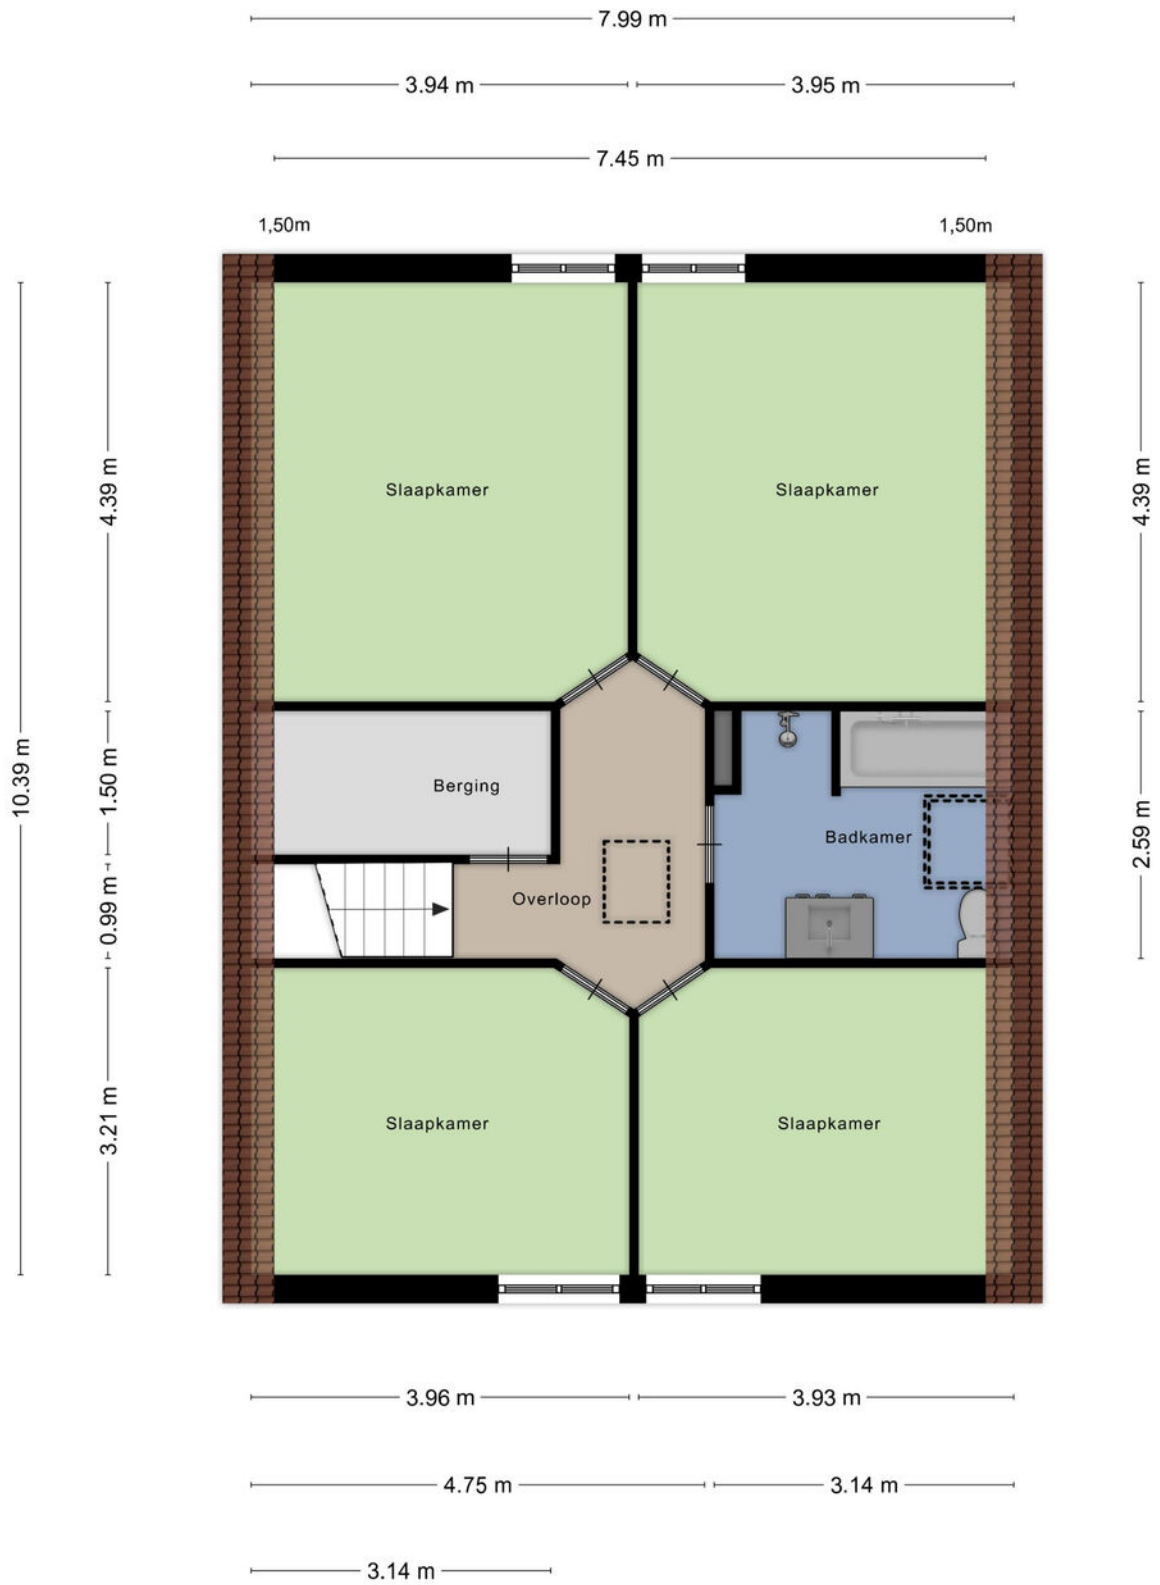 7.99 m
3.94 m
3.95 m
7.45 m
1,50m
1,50m
4.39 m
4.39 m
Slaapkamer
Slaapkamer
10.39 m
1.50 m
Berging
Badkamer
2.59 m
0.99 m
Overloop
3.21 m
Slaapkamer
Slaapkamer
3.96 m
3.93 m
4.75 m
3.14 m
3.14 m